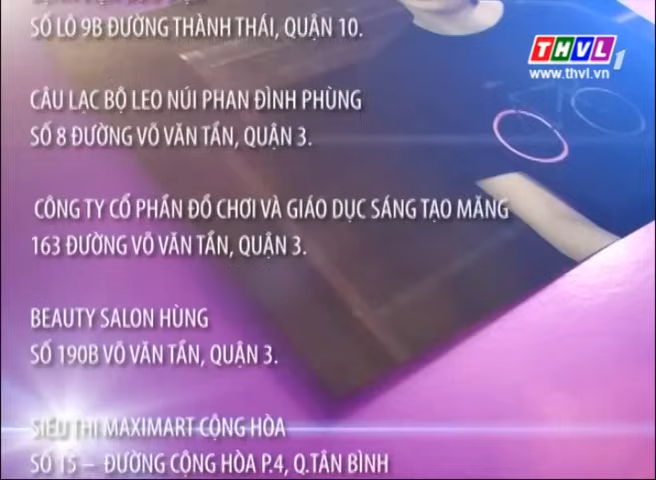 SỐ LÔ 9B ĐƯỜNG THÀNH THÁI, QUẬN 10.
THVL1
www.thvl.vn
CÂU LẠC BỘ LEO NÚI PHAN ĐÌNH PHÙNG
SỐ 8 ĐƯỜNG VÕ VĂN TẦN, QUẬN 3.
CÔNG TY CỔ PHẦN ĐỒ CHƠI VÀ GIÁO DỤC SÁNG TẠO MĂNG
163 ĐƯỜNG VÕ VĂN TẦN, QUẬN 3.
BEAUTY SALON HÙNG
SỐ 190B VÕ VĂN TẦN, QUẬN 3.
SIÊU THỊ MAXIMART CỘNG HÒA
SỐ 15 – ĐƯỜNG CỘNG HÒA P.4, Q.TÂN BÌNH